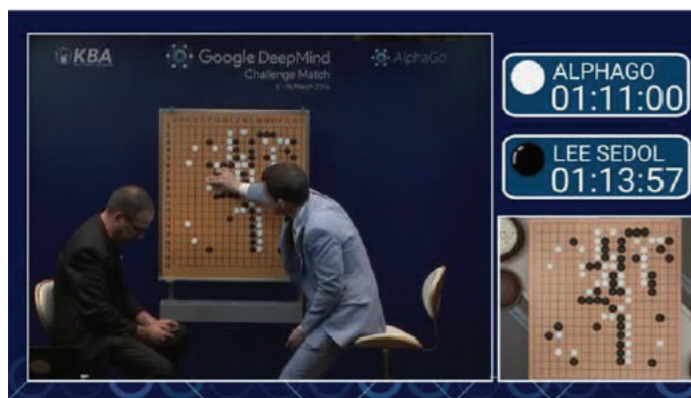 KBA
Google DeepMind
Challenge Match
AlphaGo
ALPHAGO
01:11:00
LEE SEDOL
01:13:57